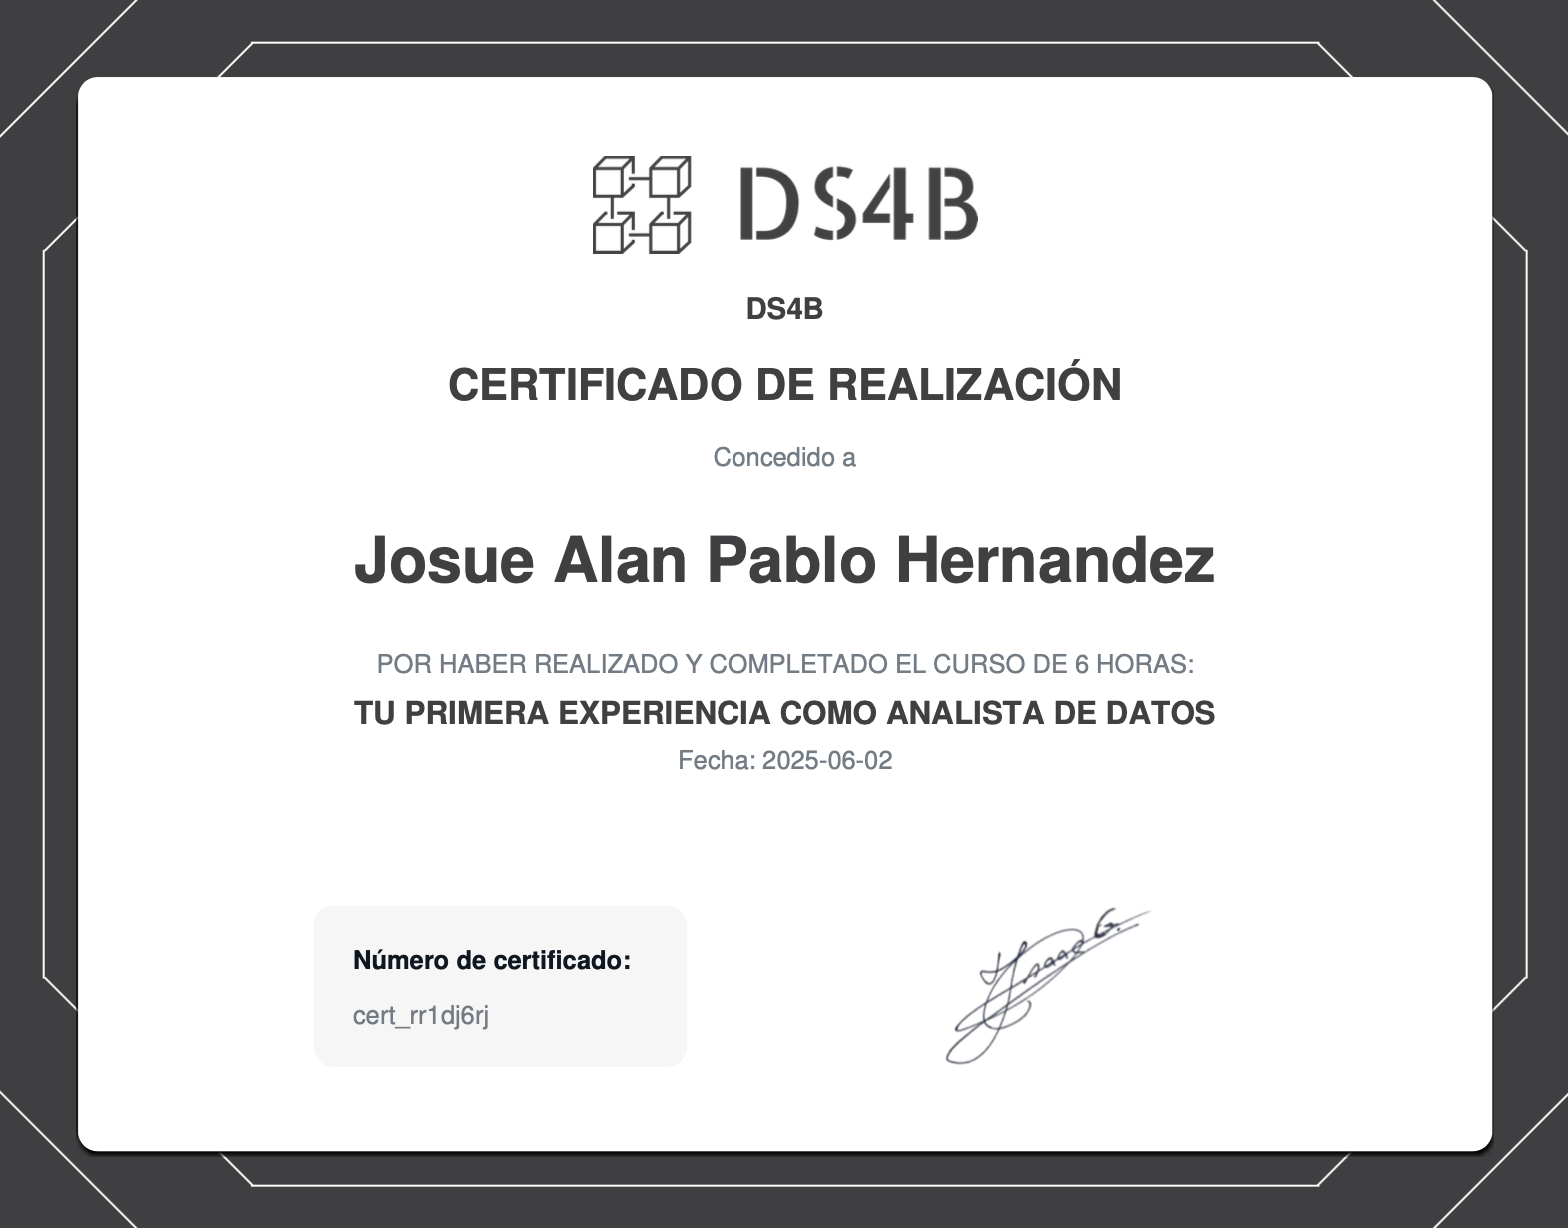 DS4B
DS4B
CERTIFICADO DE REALIZACIÓN
Concedido a
Josue Alan Pablo Hernandez
POR HABER REALIZADO Y COMPLETADO EL CURSO DE 6 HORAS:
TU PRIMERA EXPERIENCIA COMO ANALISTA DE DATOS
Fecha: 2025-06-02
Número de certificado:
cert_rr1dj6rj
Isaac G.